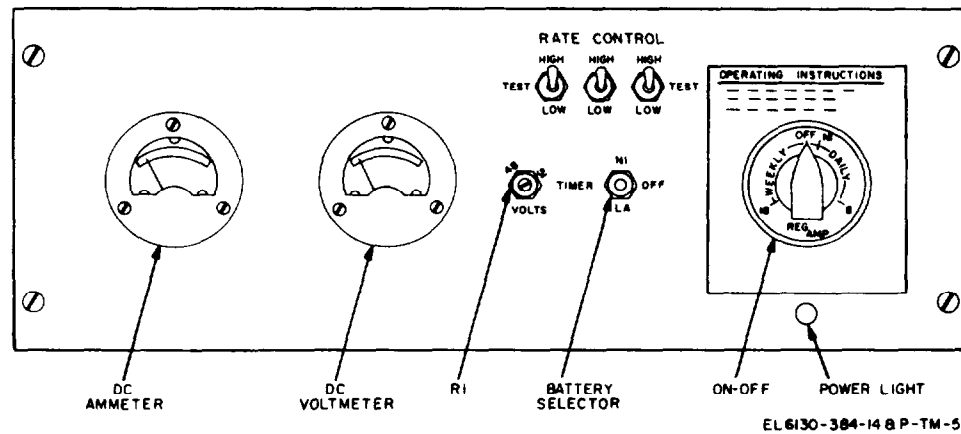 RATE CONTROL
HIGH HIGH HIGH
TEST TEST
LOW LOW LOW
OPERATING INSTRUCTIONS
OFF
WEEKLY DAILY
REG AMP
NI
TIMER OFF
LA
VOLTS
DC AMMETER
DC VOLTMETER
R1
BATTERY SELECTOR
ON-OFF
POWER LIGHT
EL6130-384-14&P-TM-5